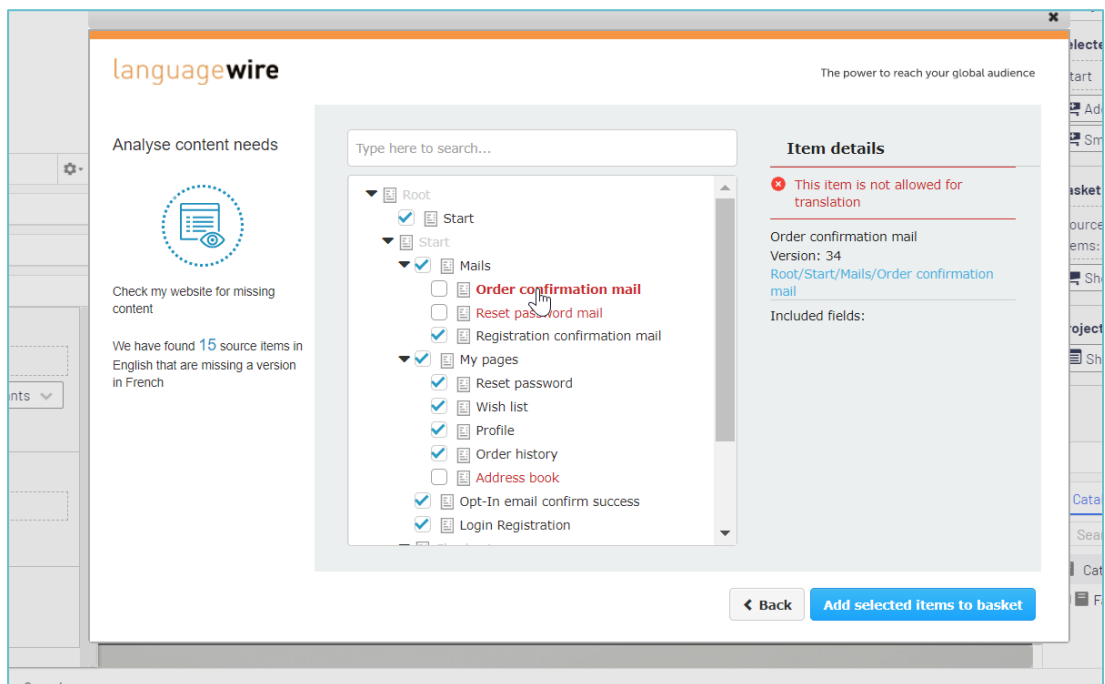 languagewire
The power to reach your global audience
Analyse content needs
Check my website for missing
content
We have found 15 source items in
English that are missing a version
in French
Type here to search...
Root
Start
Start
Mails
Order confirmation mail
Reset password mail
Registration confirmation mail
My pages
Reset password
Wish list
Profile
Order history
Address book
Opt-In email confirm success
Login Registration
Item details
This item is not allowed for
translation
Order confirmation mail
Version: 34
Root/Start/Mails/Order confirmation
mail
Included fields:
Back
Add selected items to basket